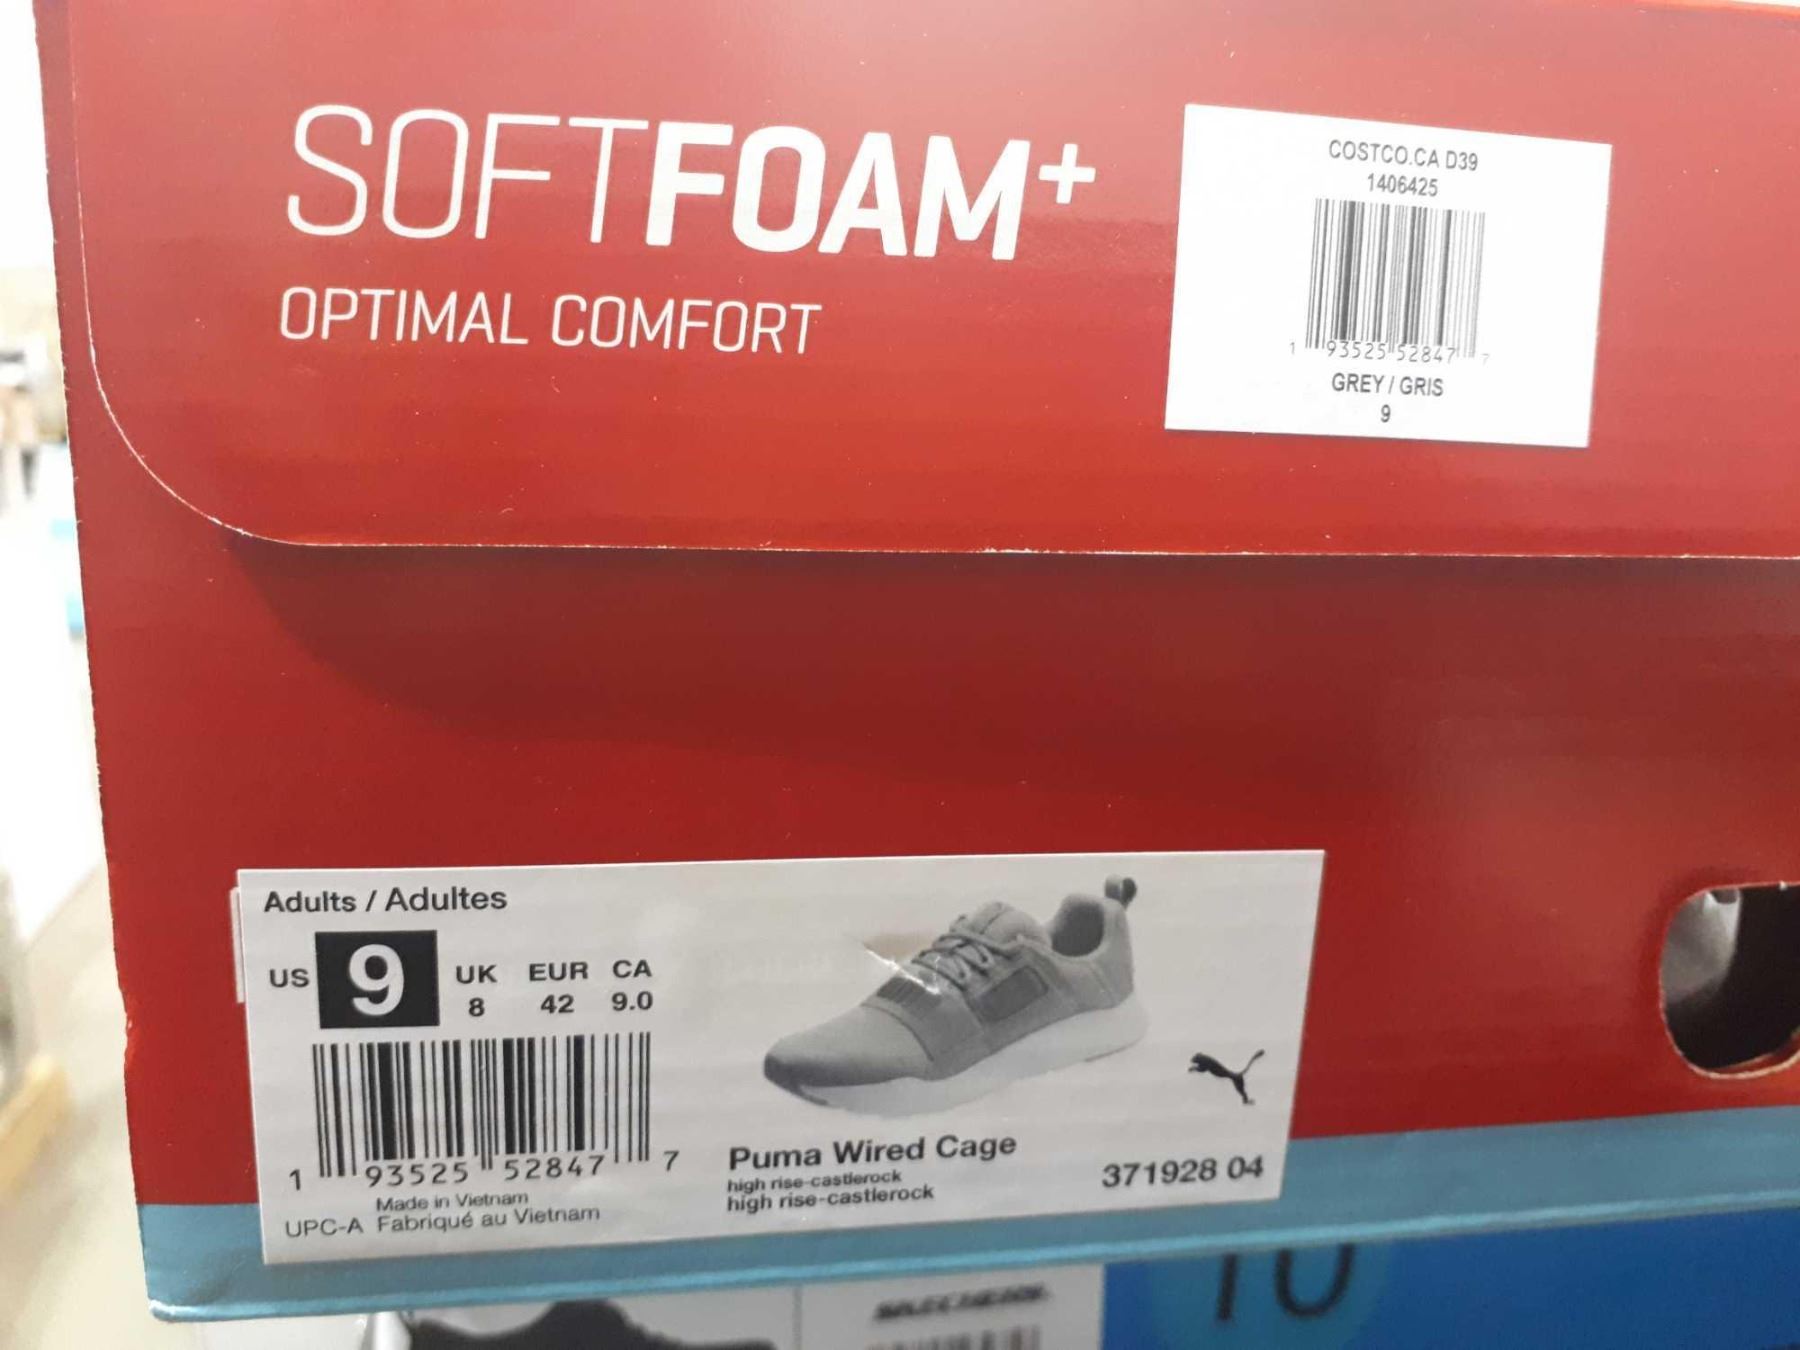 SOFTFOAM+
OPTIMAL COMFORT
COSTCO.CA D39
1406425
1 93525 52847 7
GREY / GRIS
9
Adults / Adultes
US 9 UK EUR CA
8 42 9.0
1 93525 52847 7
Made in Vietnam
UPC-A Fabriqué au Vietnam
Puma Wired Cage
high rise-castlerock
high rise-castlerock
371928 04
10